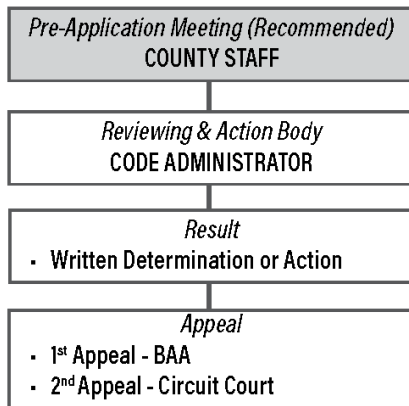 Pre-Application Meeting (Recommended)
COUNTY STAFF
Reviewing & Action Body
CODE ADMINISTRATOR
Result
▪ Written Determination or Action
Appeal
▪ 1st Appeal - BAA
▪ 2nd Appeal - Circuit Court